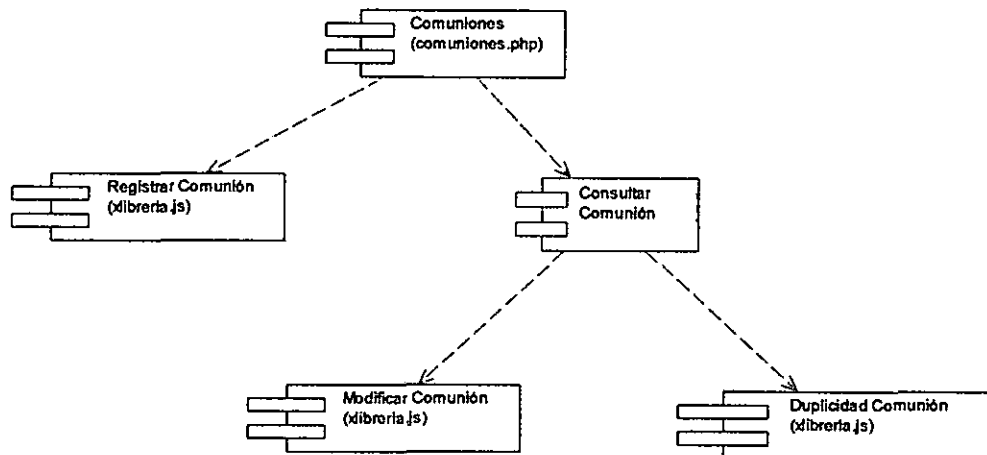 Comuniones
(comuniones.php)
Registrar Comunión
(xlibreria.js)
Consultar
Comunión
Modificar Comunión
(xlibreria.js)
Duplicidad Comunión
(xlibreria.js)